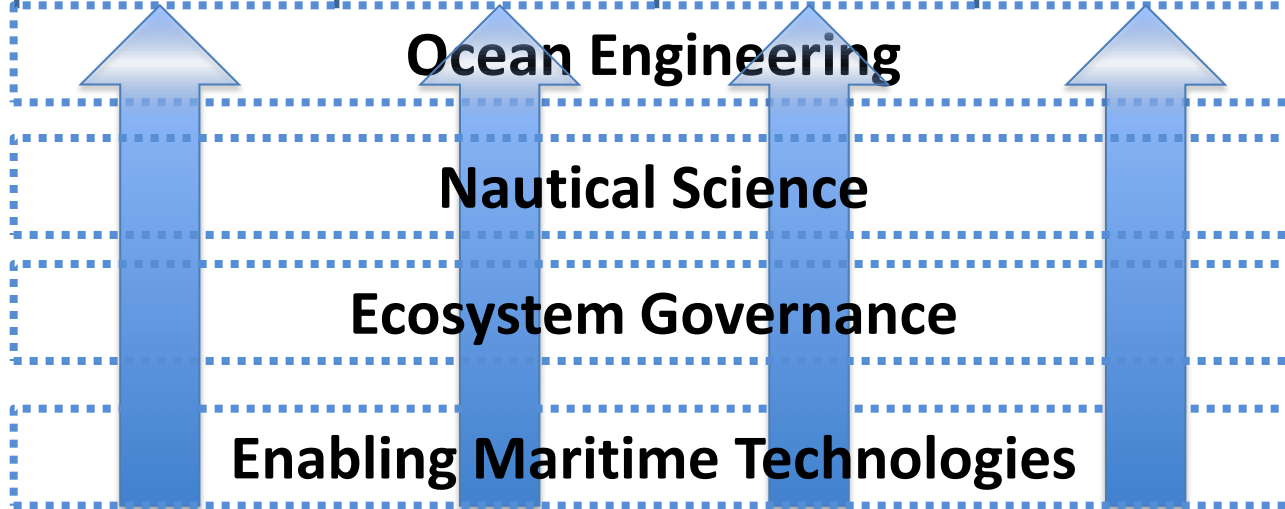 Ocean Engineering
Nautical Science
Ecosystem Governance
Enabling Maritime Technologies